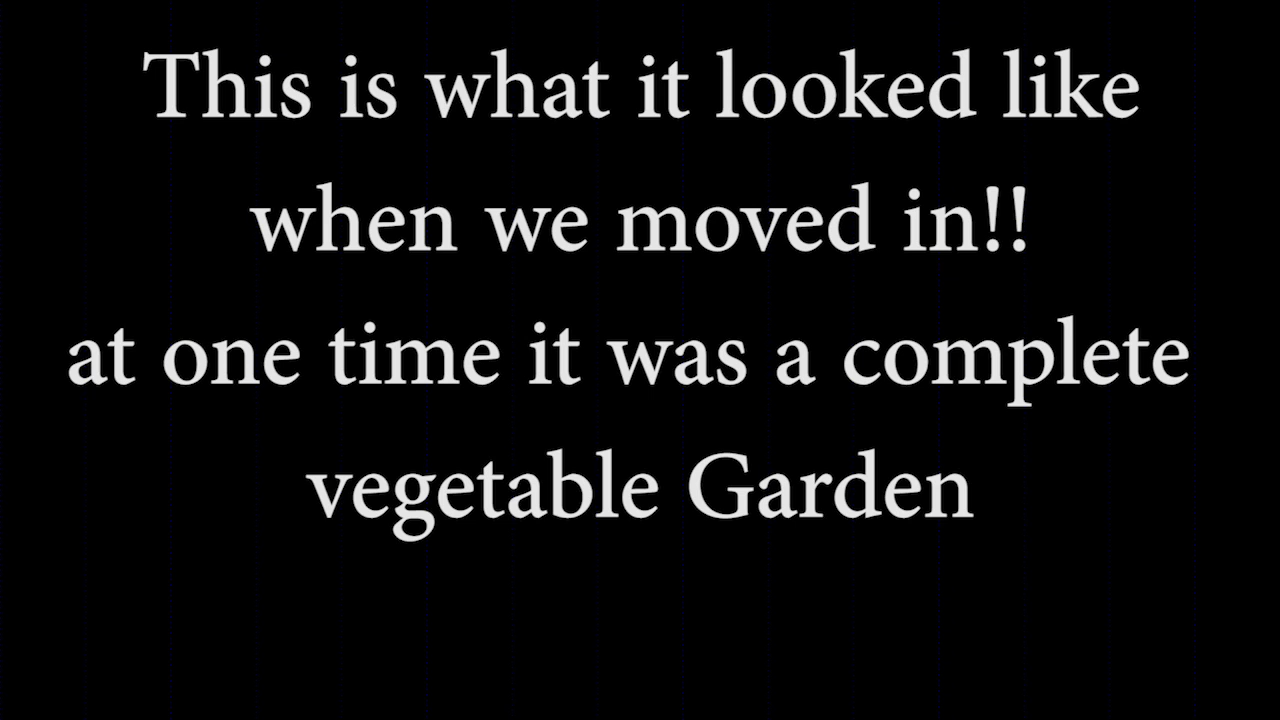 This is what it looked like
when we moved in!!
at one time it was a complete
vegetable Garden